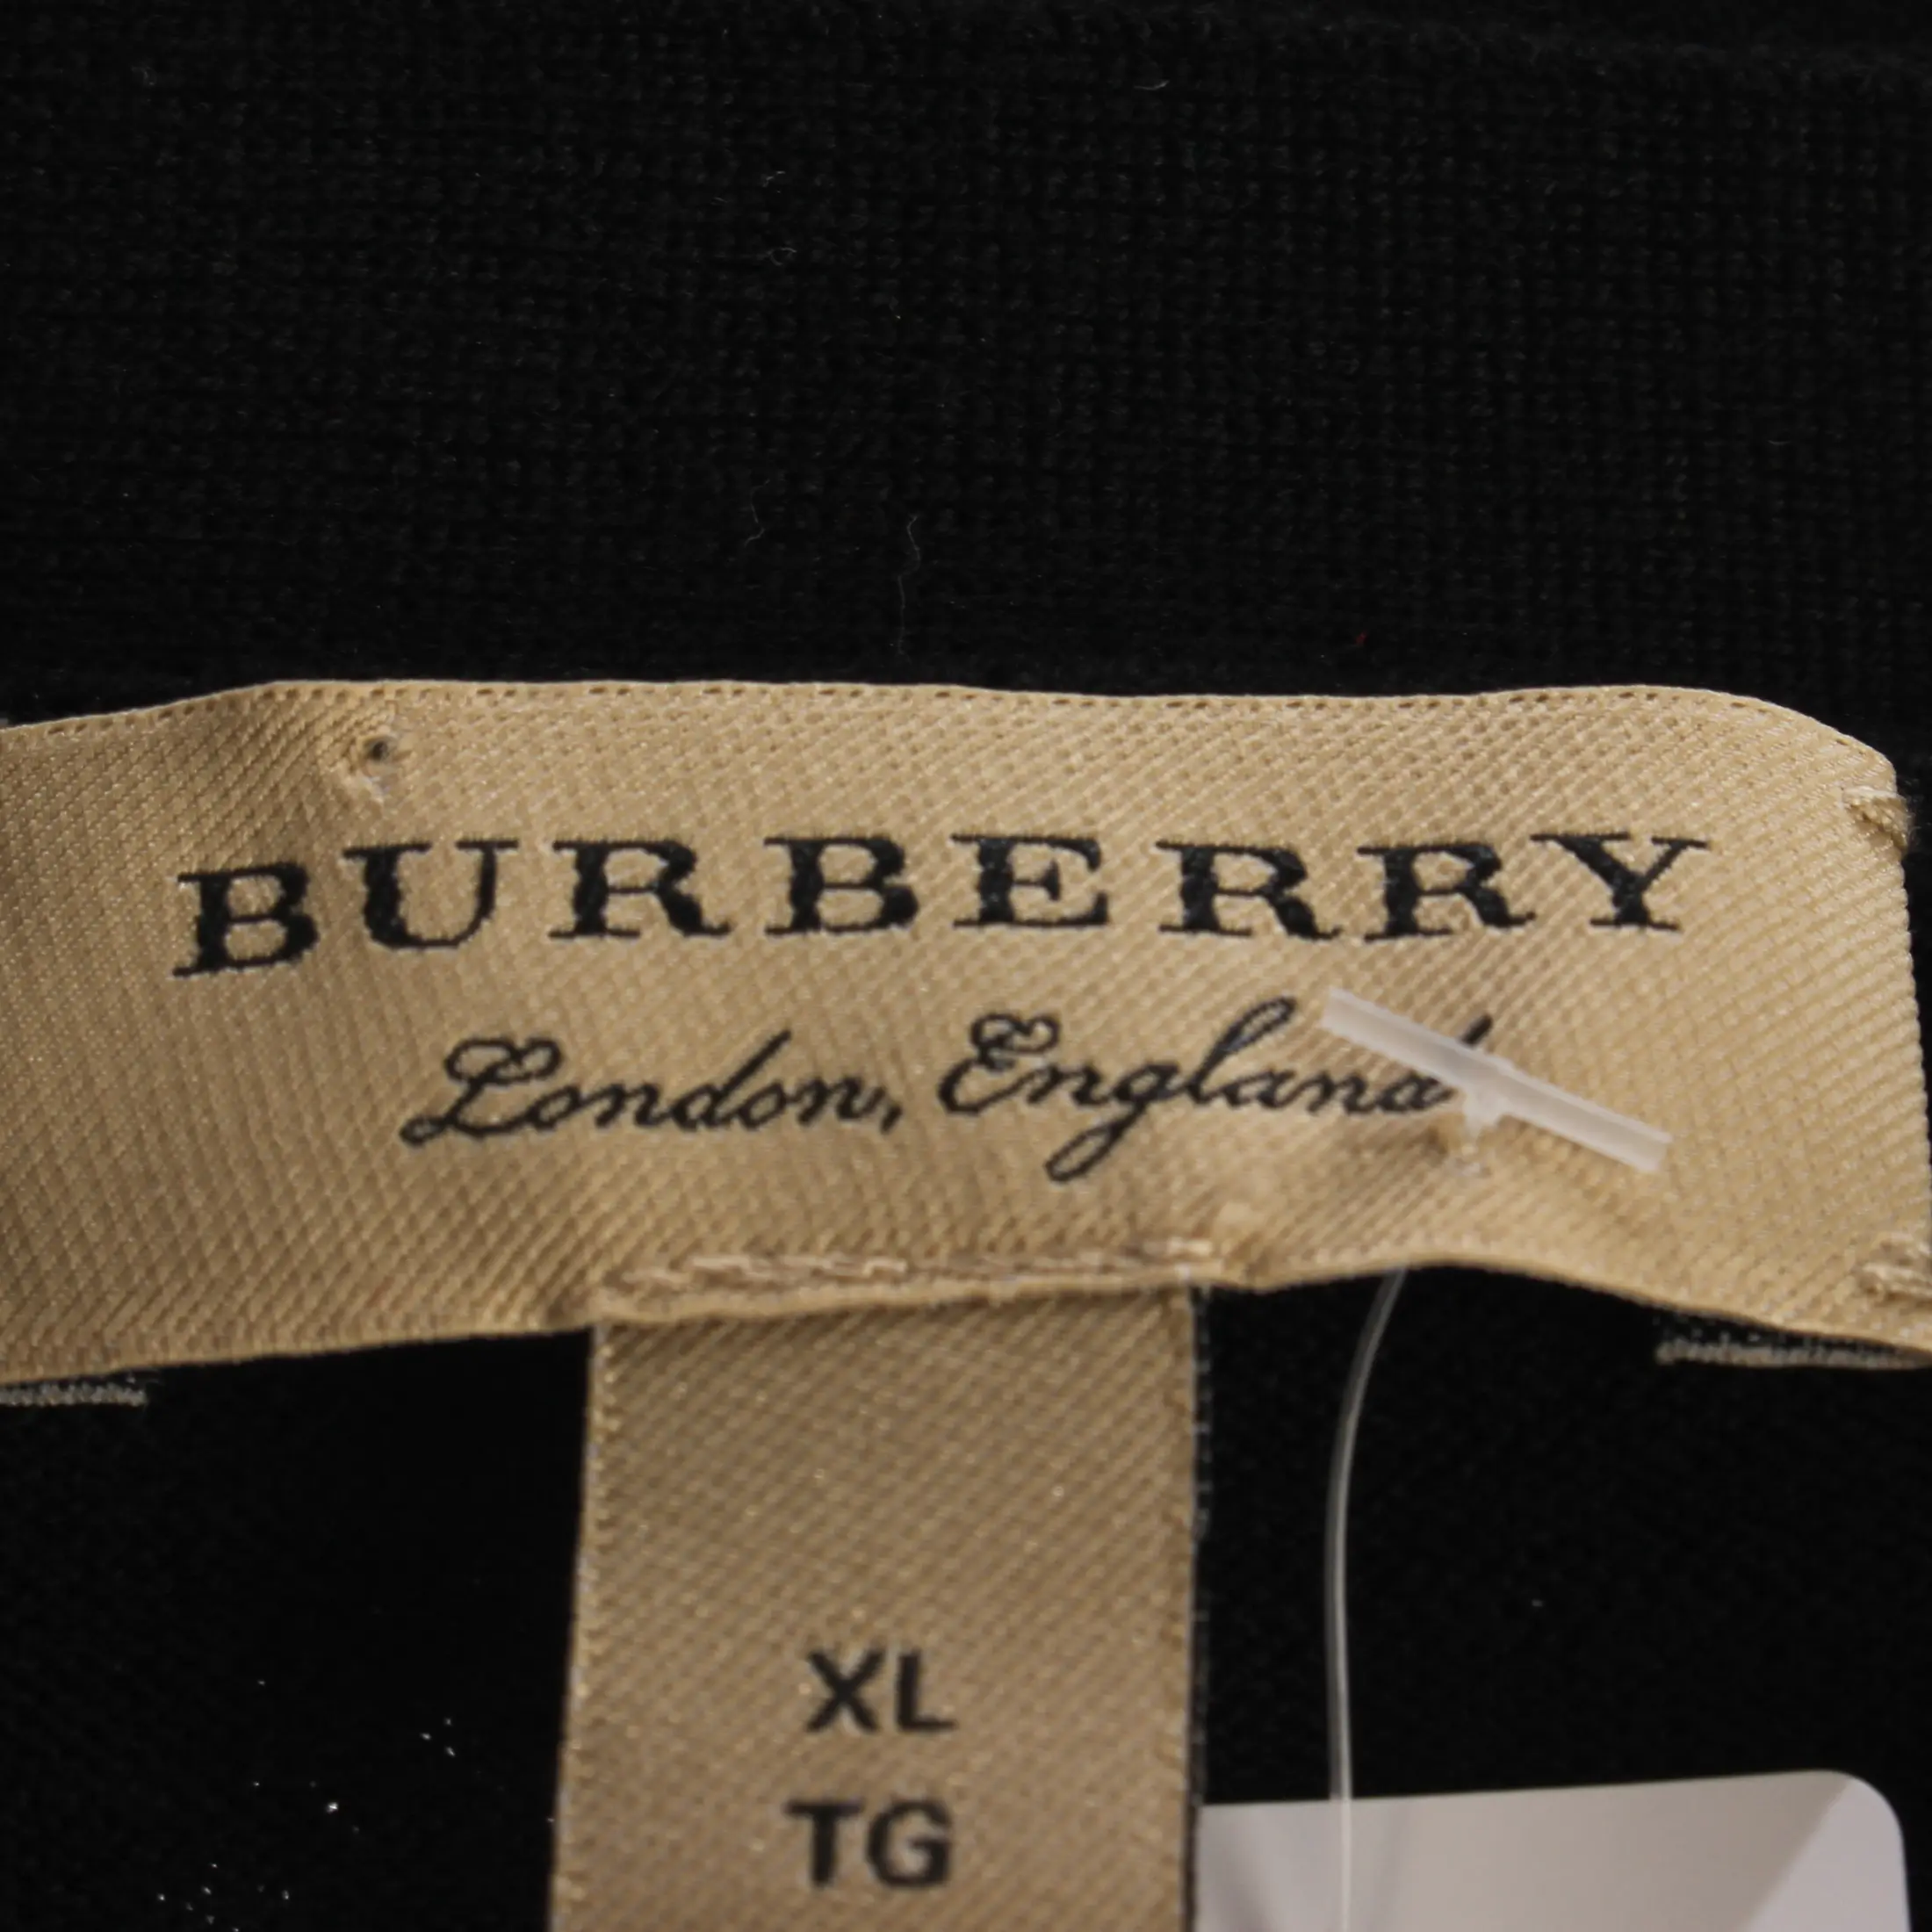 BURBERRY
London, England
XL
TG